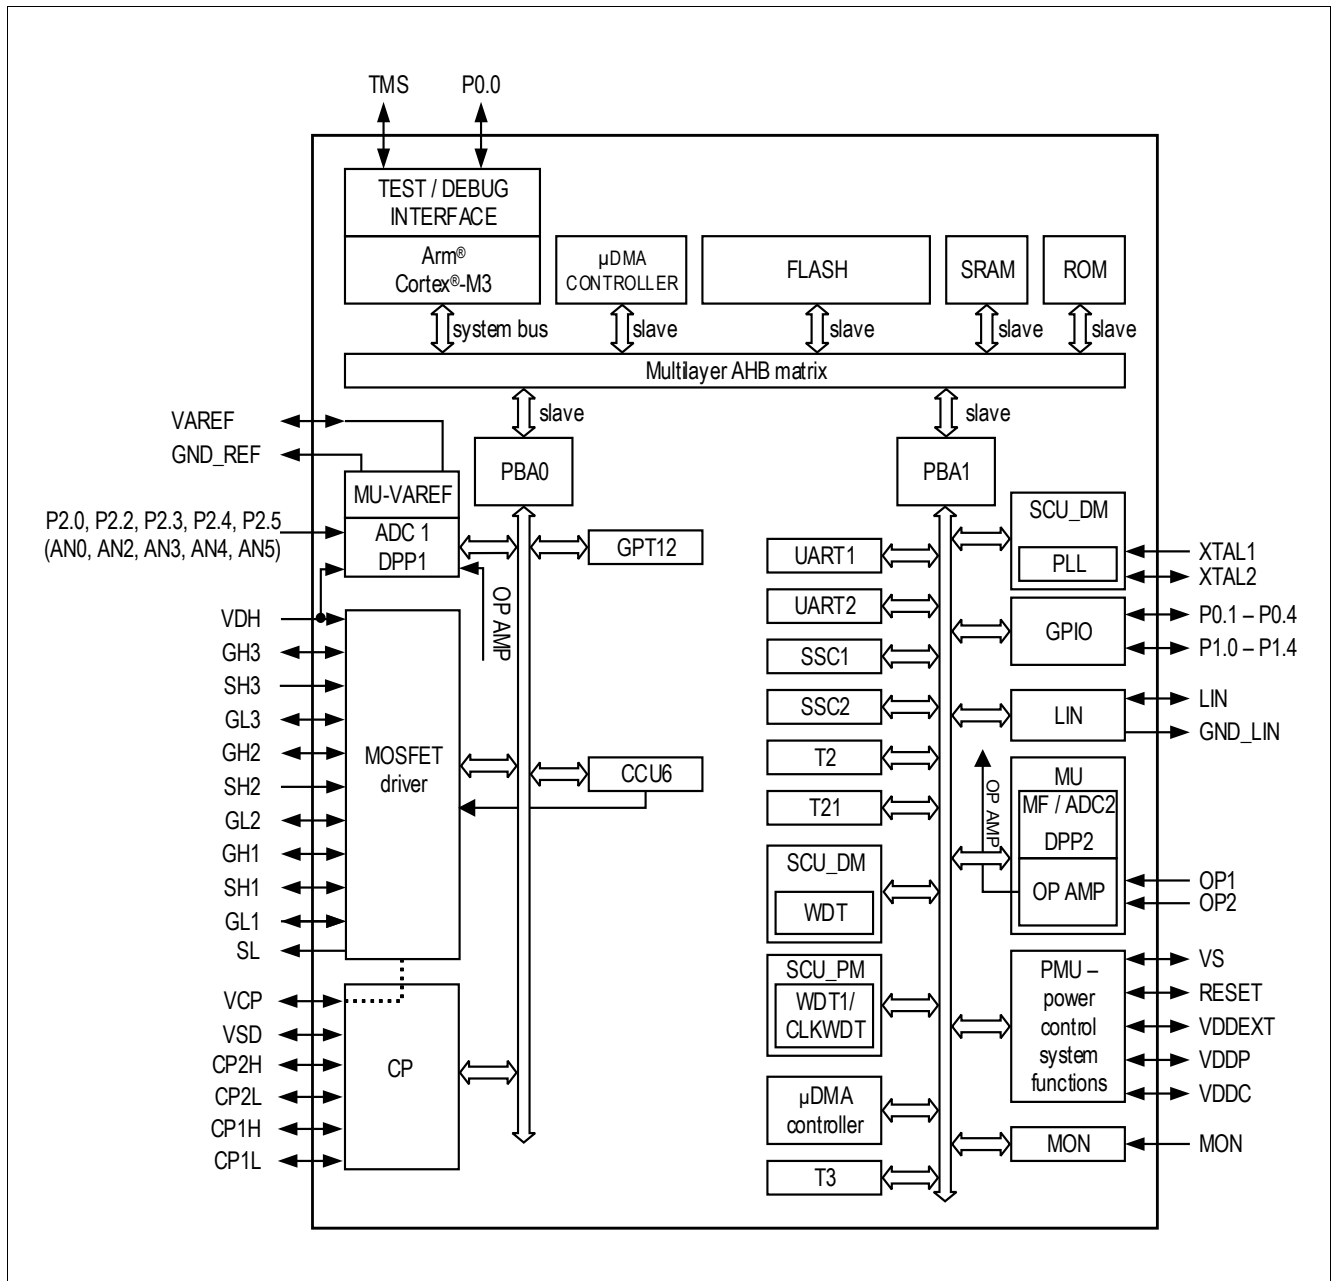 TMS
P0.0
TEST / DEBUG
INTERFACE
Arm®
Cortex®-M3
µDMA
CONTROLLER
FLASH
SRAM
ROM
system bus
slave
slave
slave
slave
Multilayer AHB matrix
slave
slave
VAREF
GND_REF
PBA0
PBA1
MU-VAREF
P2.0, P2.2, P2.3, P2.4, P2.5
(AN0, AN2, AN3, AN4, AN5)
ADC 1
DPP1
GPT12
OP AMP
VDH
GH3
SH3
GL3
GH2
SH2
GL2
GH1
SH1
GL1
SL
MOSFET
driver
CCU6
VCP
VSD
CP2H
CP2L
CP1H
CP1L
CP
UART1
UART2
SSC1
SSC2
T2
T21
SCU_DM
WDT
SCU_PM
WDT1/
CLKWDT
µDMA
controller
T3
SCU_DM
PLL
XTAL1
XTAL2
GPIO
P0.1 – P0.4
P1.0 – P1.4
LIN
LIN
GND_LIN
OP AMP
MU
MF / ADC2
DPP2
OP AMP
OP1
OP2
PMU –
power
control
system
functions
VS
RESET
VDDEXT
VDDP
VDDC
MON
MON